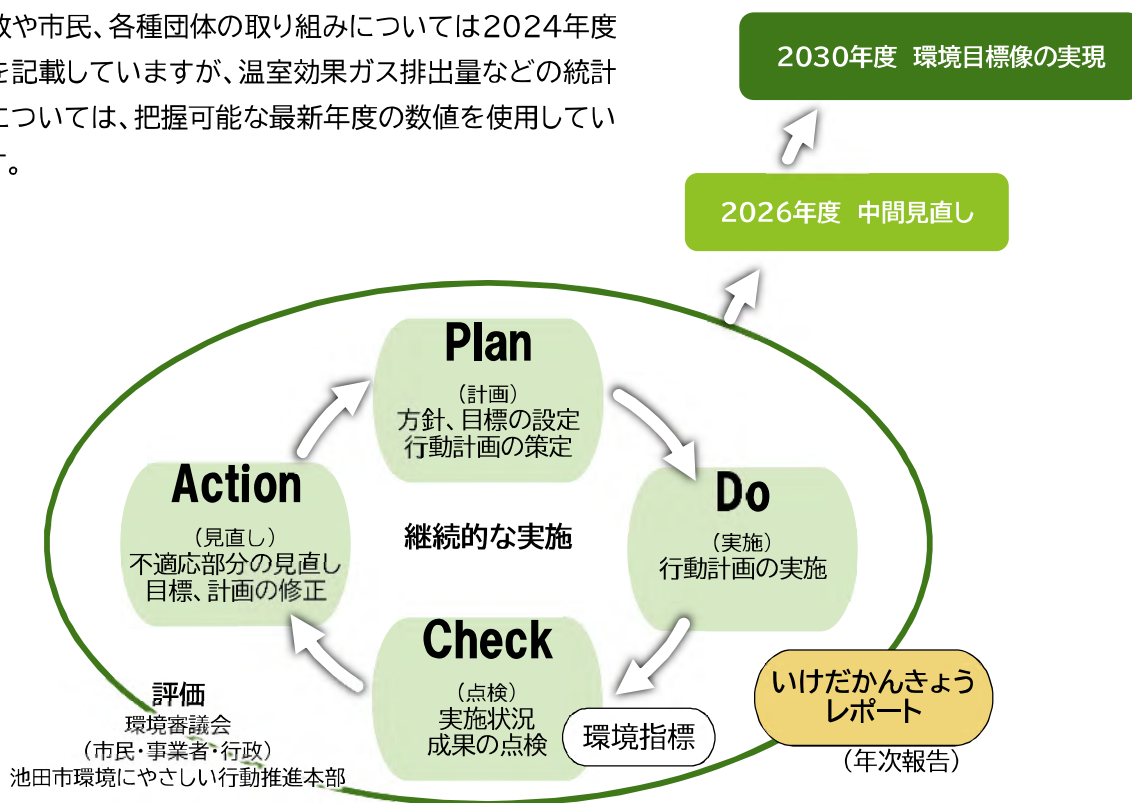 や市民、各種団体の取り組みについては2024年度
を記載していますが、温室効果ガス排出量などの統計
については、把握可能な最新年度の数値を使用してい
。
2030年度 環境目標像の実現
2026年度 中間見直し
Plan
(計画)
方針、目標の設定
行動計画の策定
Action
(見直し)
不適応部分の見直し
目標、計画の修正
継続的な実施
Do
(実施)
行動計画の実施
Check
(点検)
実施状況
成果の点検
環境指標
いけだかんきょう
レポート
(年次報告)
評価
環境審議会
(市民・事業者・行政)
池田市環境にやさしい行動推進本部